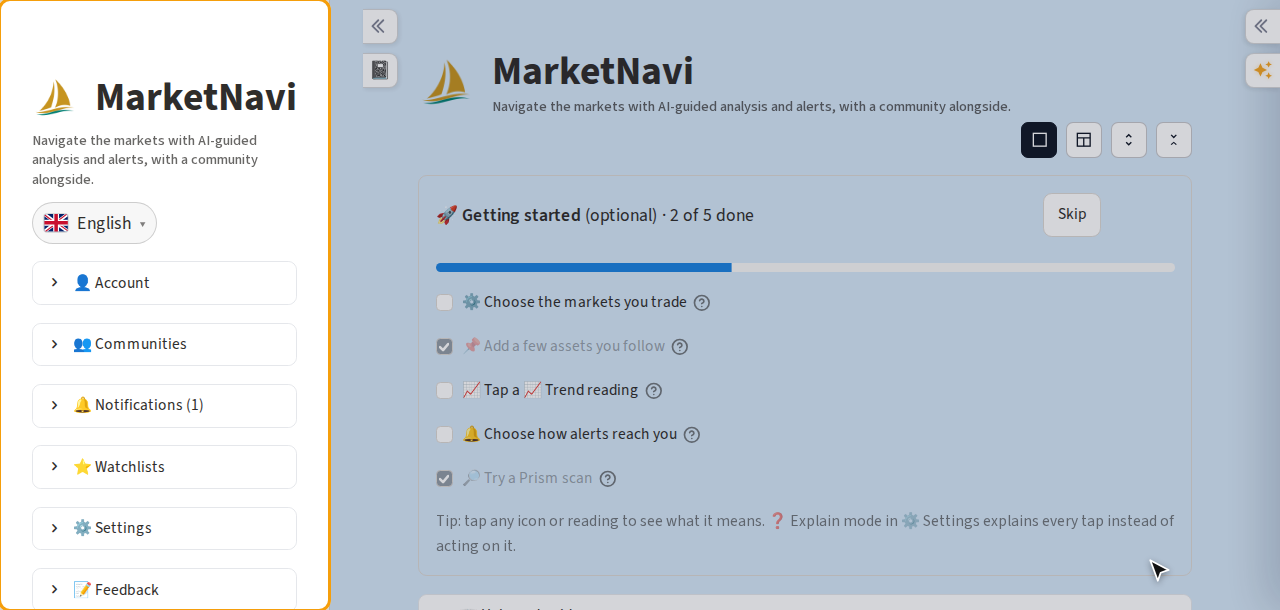 MarketNavi
Navigate the markets with AI-guided
analysis and alerts, with a community
alongside.
English
Account
Communities
Notifications (1)
Watchlists
Settings
Feedback
MarketNavi
Navigate the markets with AI-guided analysis and alerts, with a community alongside.
🚀 Getting started (optional) · 2 of 5 done
Skip
⚙️ Choose the markets you trade
📌 Add a few assets you follow
📈 Tap a 📈 Trend reading
🔔 Choose how alerts reach you
🔎 Try a Prism scan
Tip: tap any icon or reading to see what it means. ❓ Explain mode in ⚙️ Settings explains every tap instead of
acting on it.